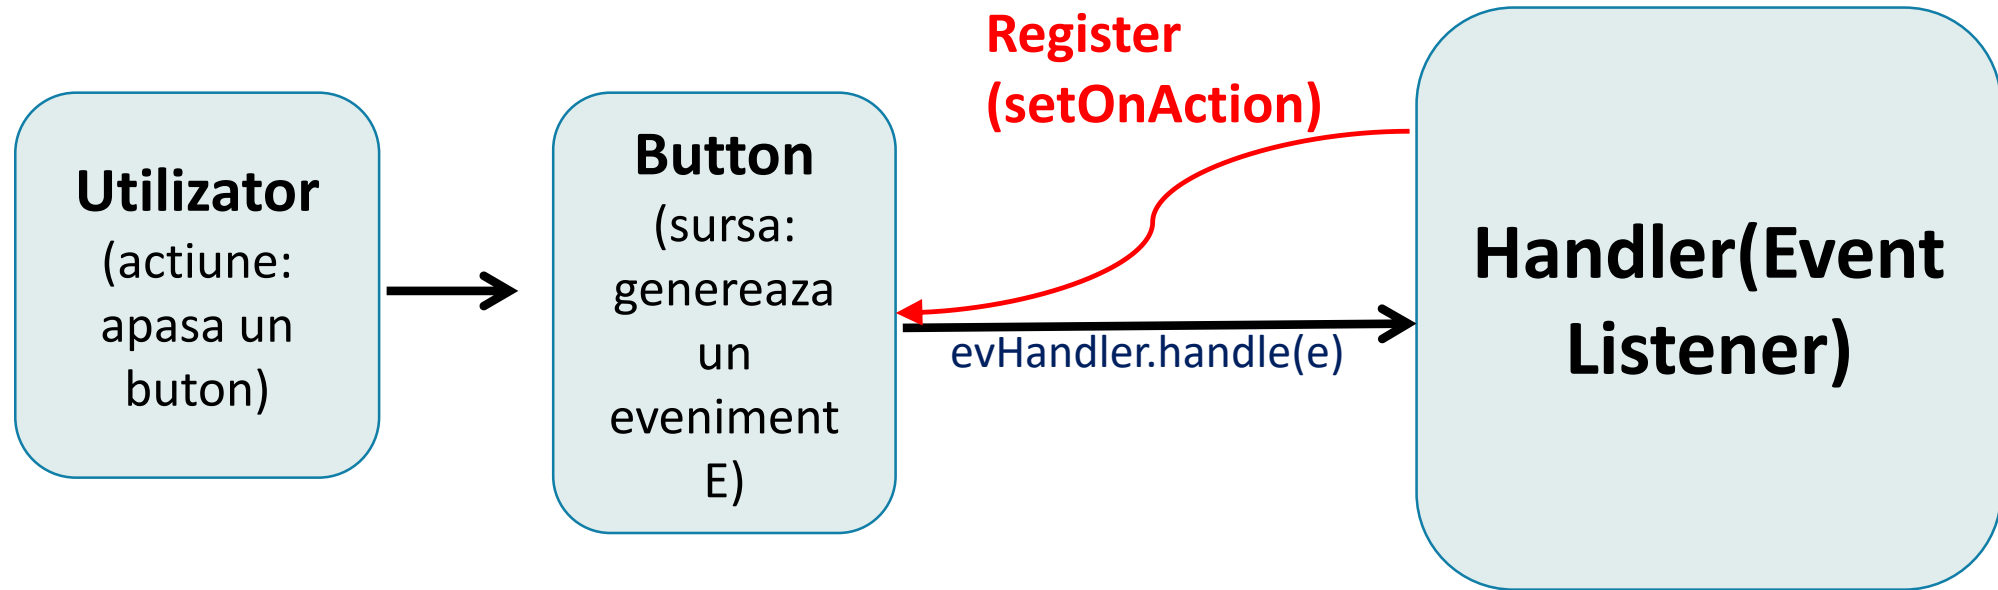 Utilizator
(actiune:
apasa un
buton)
Button
(sursa:
genereaza
un
eveniment
E)
Register
(setOnAction)
evHandler.handle(e)
Handler(Event
Listener)